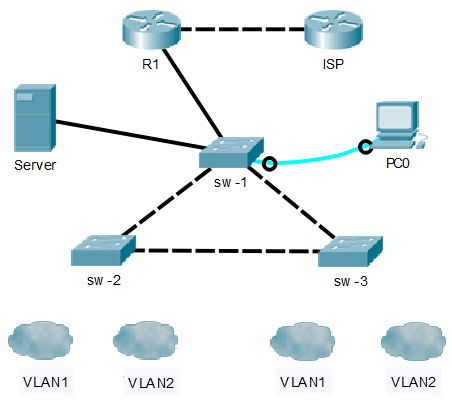 R1
ISP
Server
PC0
sw-1
sw-2
sw-3
VLAN1
VLAN2
VLAN1
VLAN2